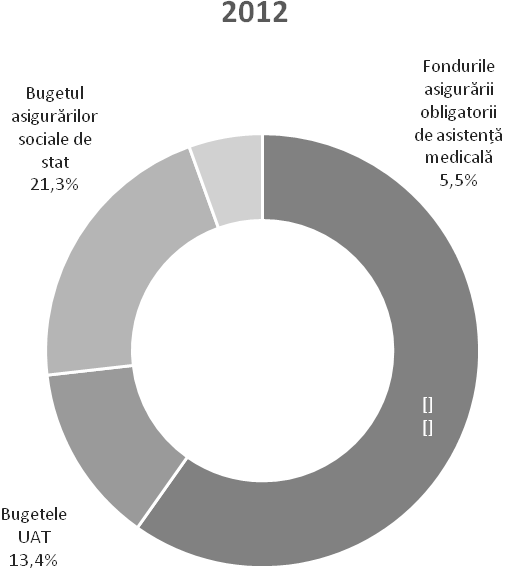 2012
Fondurile
asigurării
obligatorii
de asistență
medicală
5,5%
Bugetul
asigurărilor
sociale de
stat
21,3%
[]
[]
Bugetele
UAT
13,4%